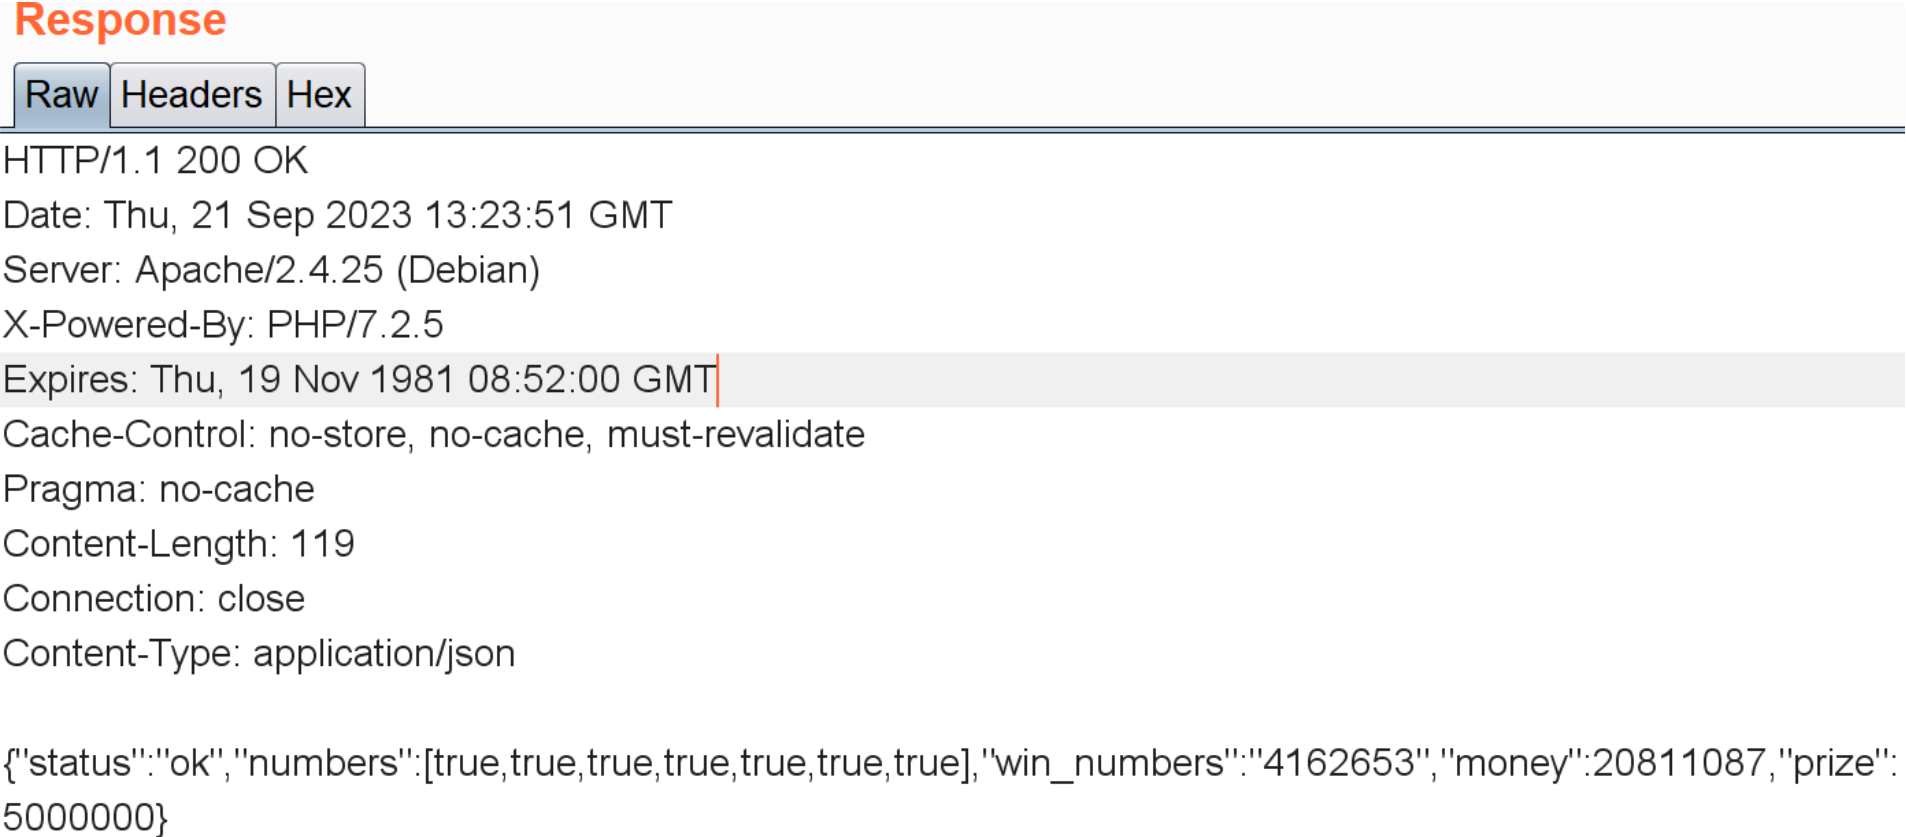 Response
Raw Headers Hex
HTTP/1.1 200 OK
Date: Thu, 21 Sep 2023 13:23:51 GMT
Server: Apache/2.4.25 (Debian)
X-Powered-By: PHP/7.2.5
Expires: Thu, 19 Nov 1981 08:52:00 GMT
Cache-Control: no-store, no-cache, must-revalidate
Pragma: no-cache
Content-Length: 119
Connection: close
Content-Type: application/json
{"status":"ok","numbers":[true,true,true,true,true,true,true],"win_numbers":"4162653","money":20811087,"prize":
5000000}